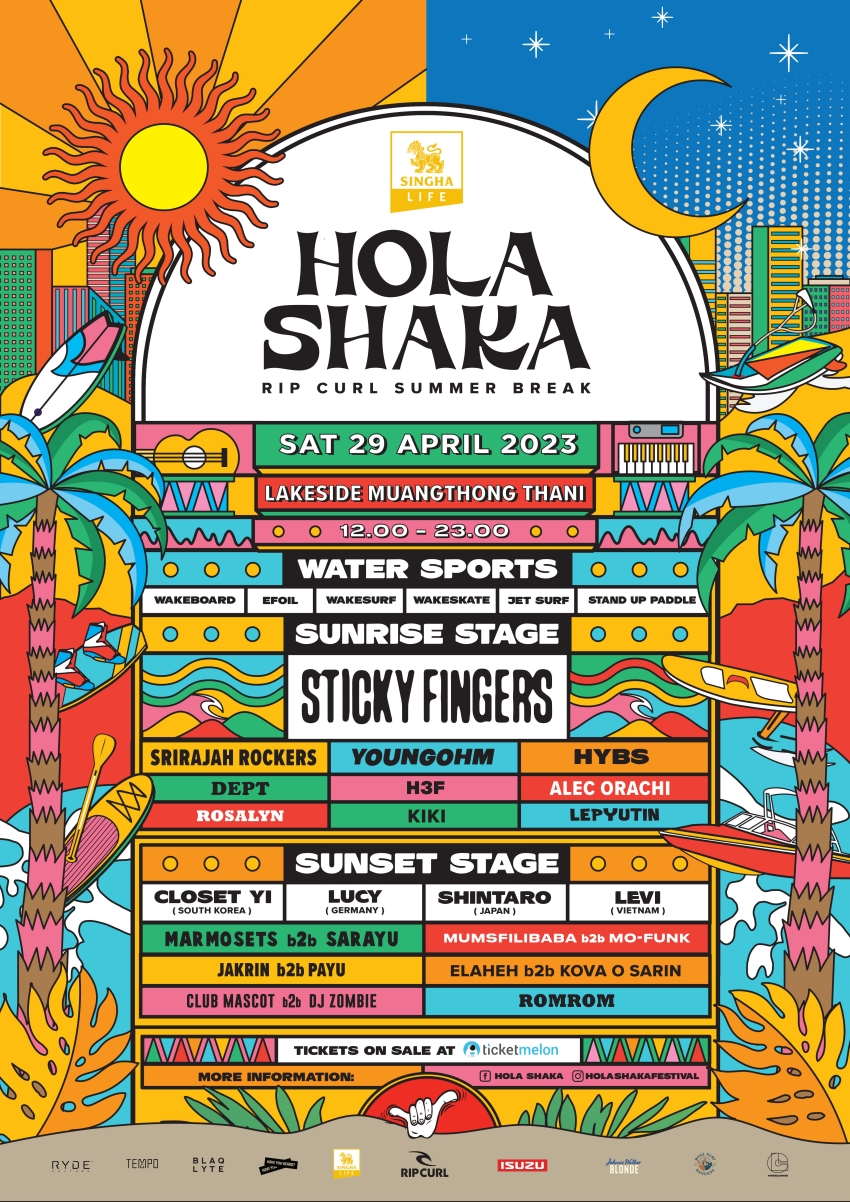 SINGHA
LIFE
HOLA
SHAKA
RIP CURL SUMMER BREAK
SAT 29 APRIL 2023
LAKESIDE MUANGTHONG THANI
12.00 - 23.00
WATER SPORTS
WAKEBOARD EFOIL WAKESURF WAKESKATE JET SURF STAND UP PADDLE
SUNRISE STAGE
STICKY FINGERS
SRIRAJAH ROCKERS YOUNGOHM HYBS
DEPT H3F ALEC ORACHI
ROSALYN KIKI LEPYUTIN
SUNSET STAGE
CLOSET YI LUCY SHINTARO LEVI
( SOUTH KOREA ) ( GERMANY ) ( JAPAN ) ( VIETNAM )
MARMOSETS b2b SARAYU MUMSFILIBABA b2b MO-FUNK
JAKRIN b2b PAYU ELAHEH b2b KOVA O SARIN
CLUB MASCOT b2b DJ ZOMBIE ROMROM
TICKETS ON SALE AT ticketmelon
MORE INFORMATION: HOLA SHAKA HOLASHAKAFESTIVAL
RYDE TEMPO BLAQ LYTE SINGHA LIFE RIP CURL ISUZU Johnnie Walker BLONDE